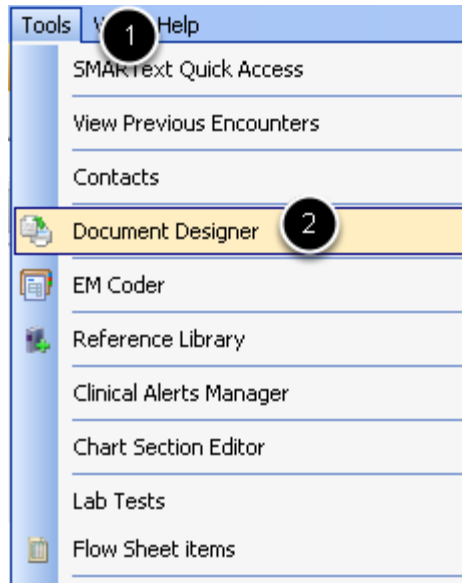 Tools Help
1
SMARText Quick Access
View Previous Encounters
Contacts
Document Designer 2
EM Coder
Reference Library
Clinical Alerts Manager
Chart Section Editor
Lab Tests
Flow Sheet items